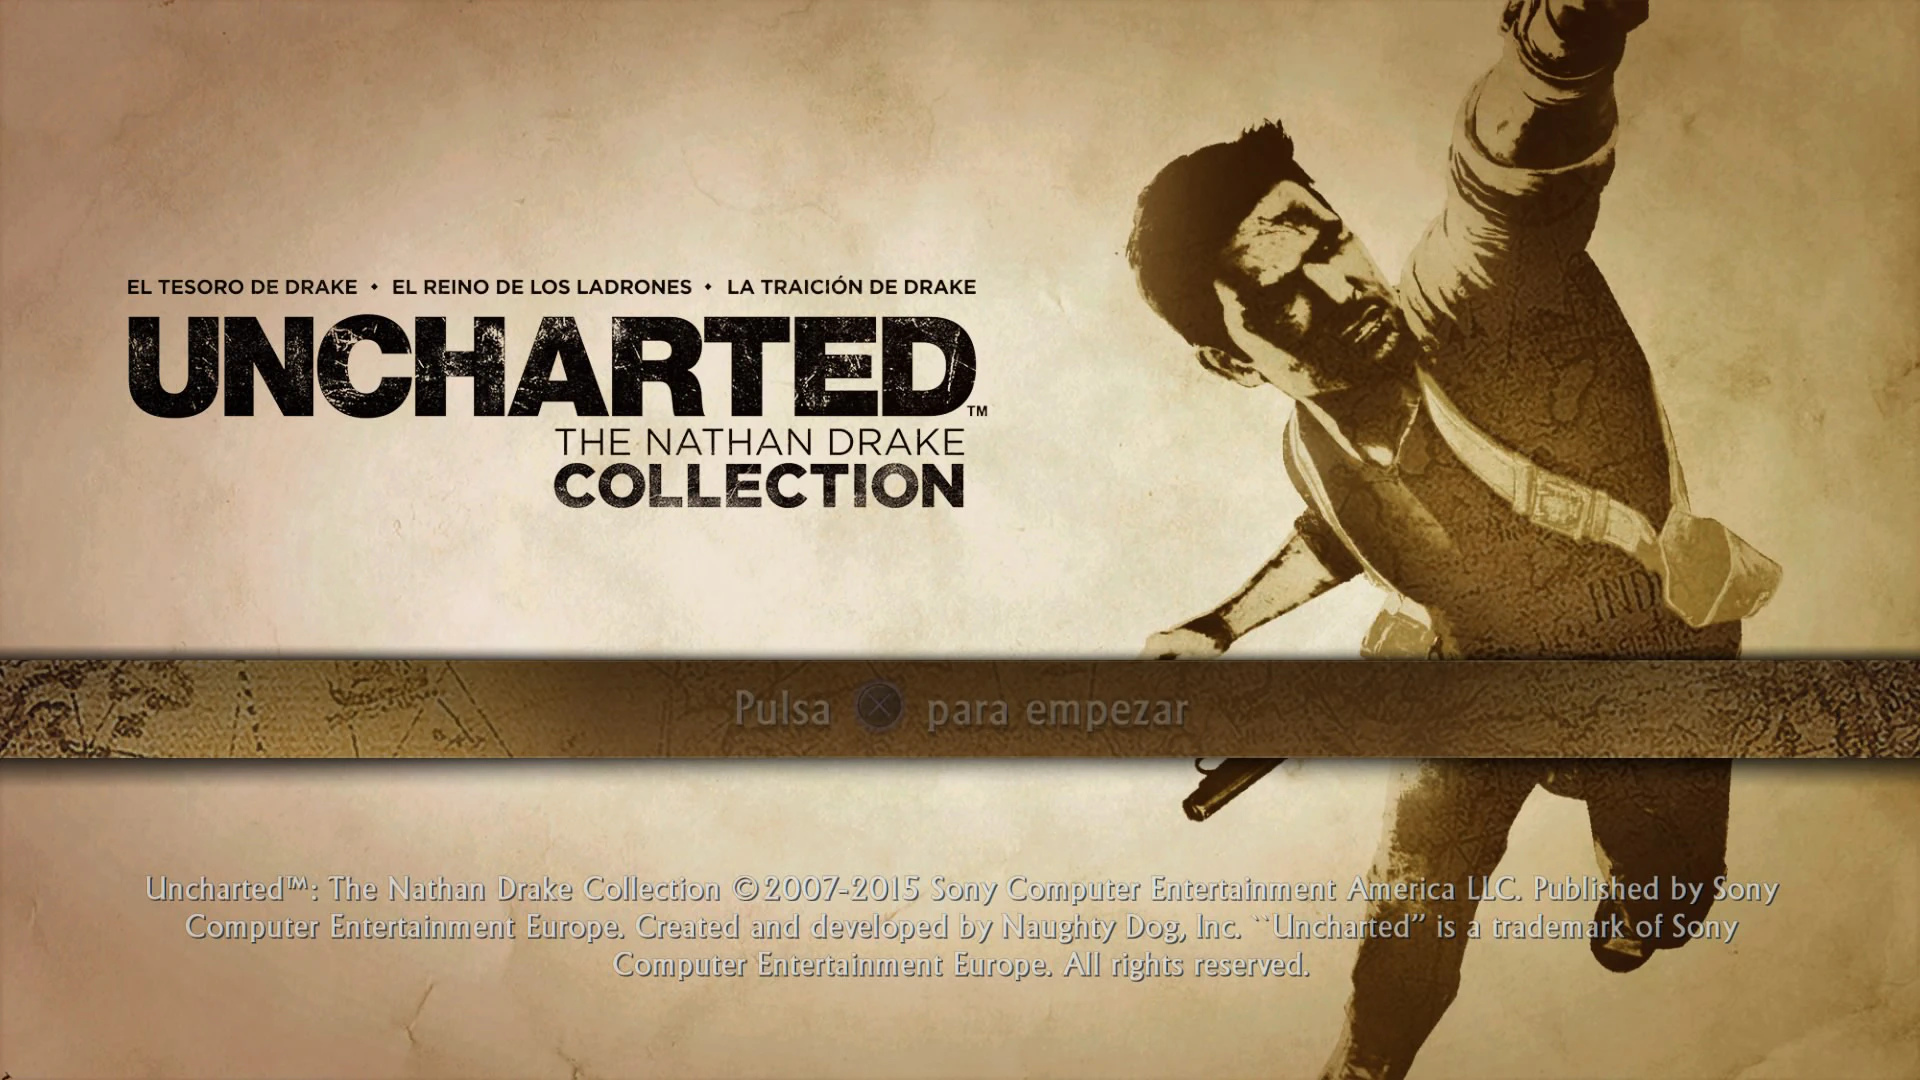 EL TESORO DE DRAKE • EL REINO DE LOS LADRONES • LA TRAICIÓN DE DRAKE
UNCHARTED™
THE NATHAN DRAKE
COLLECTION
Pulsa para empezar
Uncharted™: The Nathan Drake Collection ©2007-2015 Sony Computer Entertainment America LLC. Published by Sony
Computer Entertainment Europe. Created and developed by Naughty Dog, Inc. ``Uncharted” is a trademark of Sony
Computer Entertainment Europe. All rights reserved.